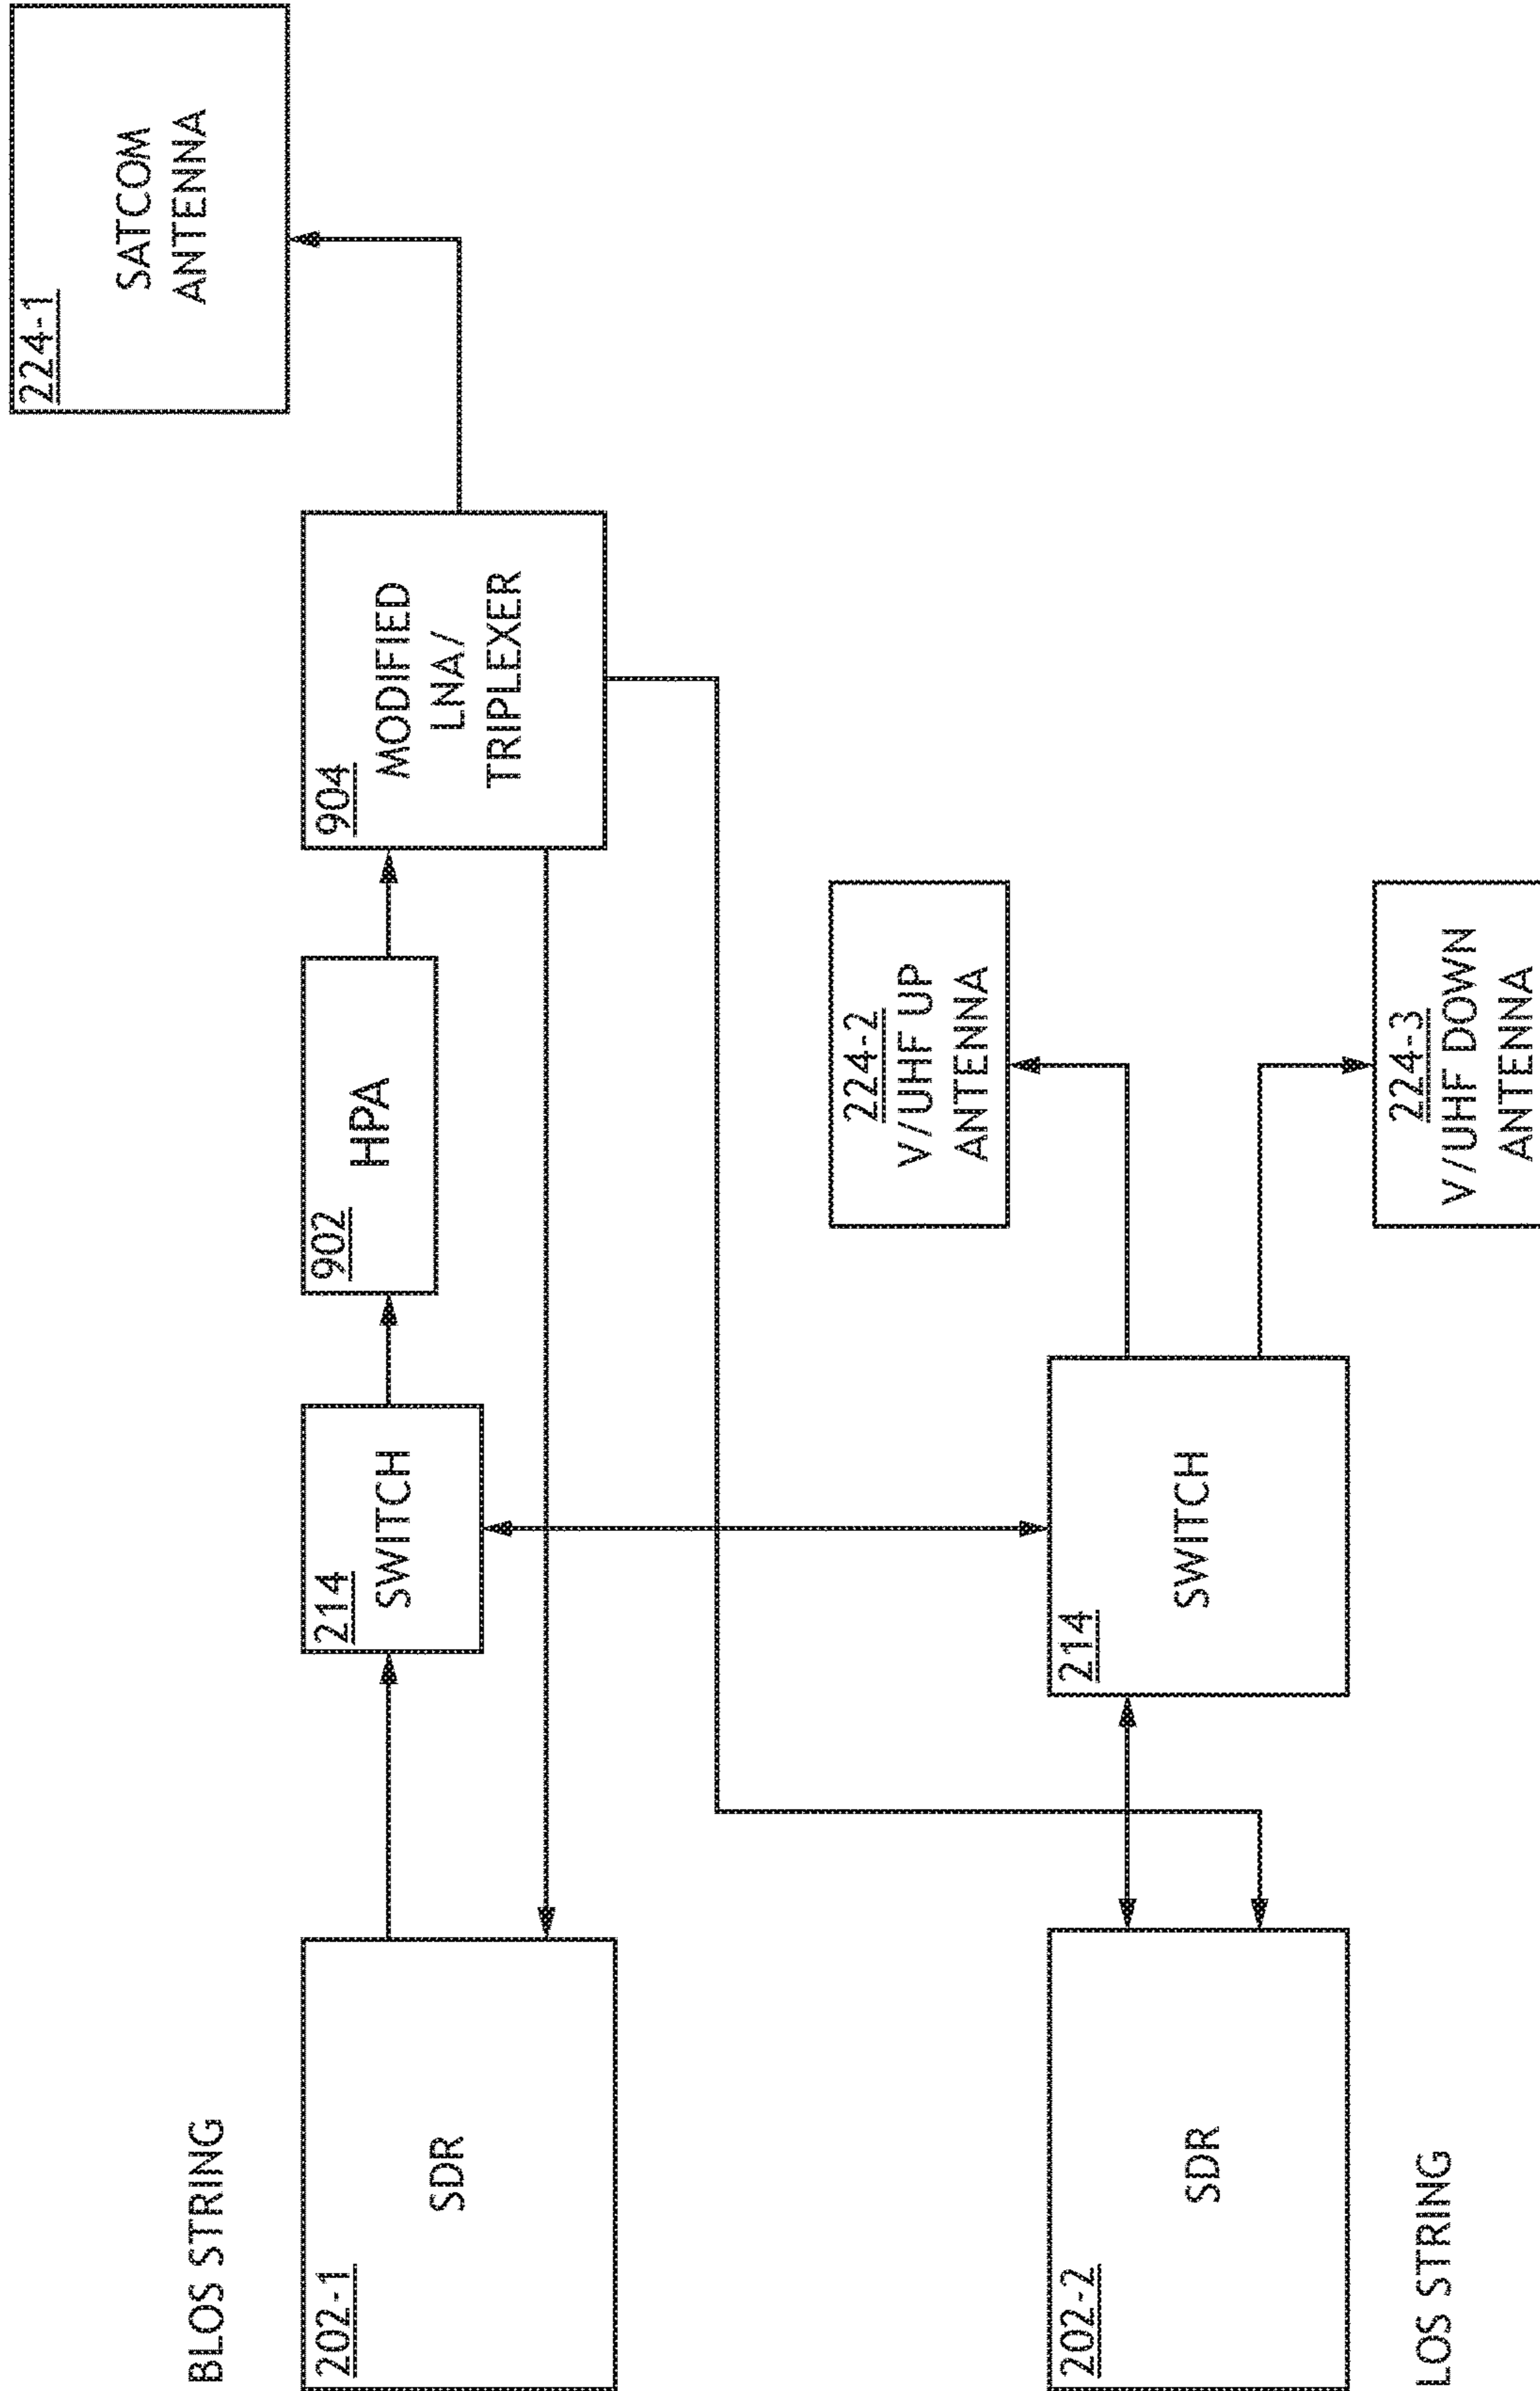 BLOS STRING
202-1
SDR
214
SWITCH
902
HPA
904
MODIFIED
LNA/
TRIPLEXER
224-1
SATCOM
ANTENNA
LOS STRING
202-2
SDR
214
SWITCH
224-2
V/UHF UP
ANTENNA
224-3
V/UHF DOWN
ANTENNA